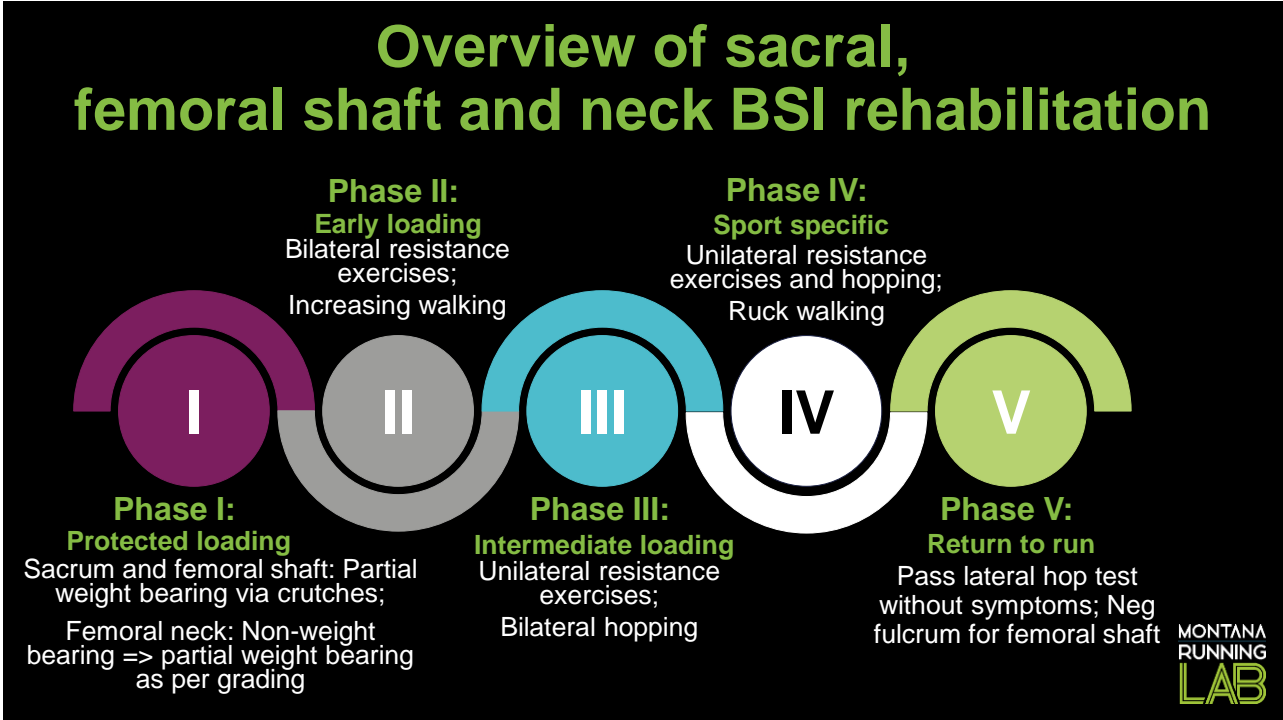 Overview of sacral,
femoral shaft and neck BSI rehabilitation
Phase I:
Protected loading
Sacrum and femoral shaft: Partial
weight bearing via crutches;
Femoral neck: Non-weight
bearing => partial weight bearing
as per grading
Phase II:
Early loading
Bilateral resistance
exercises;
Increasing walking
Phase III:
Intermediate loading
Unilateral resistance
exercises;
Bilateral hopping
Phase IV:
Sport specific
Unilateral resistance
exercises and hopping;
Ruck walking
Phase V:
Return to run
Pass lateral hop test
without symptoms; Neg
fulcrum for femoral shaft
I
II
III
IV
V
MONTANA
RUNNING
LAB